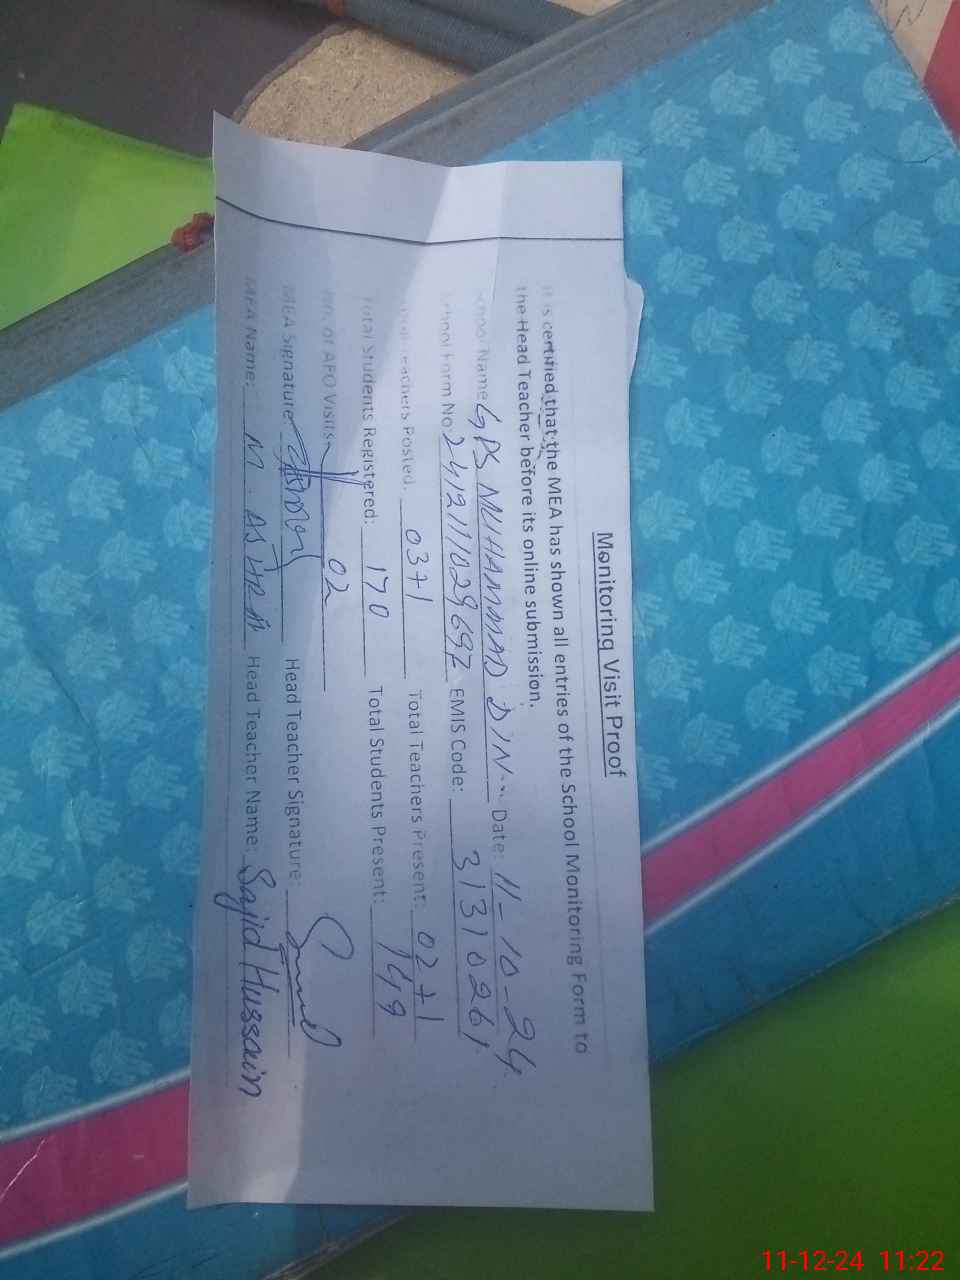 Monitoring Visit Proof
It is certified that the MEA has shown all entries of the School Monitoring Form to
the Head Teacher before its online submission.
School Name GPS MUHAMMAD DIN Date: 11-10-24
School Form No: 2412111029697 EMIS Code: 31310261
Total Teachers Posted: 03+1 Total Teachers Present: 02+1
Total Students Registered: 170 Total Students Present: 149
No. of AEO Visits 02
MEA Signature: Head Teacher Signature:
MEA Name: M. ASHRAF Head Teacher Name: Sajid Hussain
11-12-24 11:22